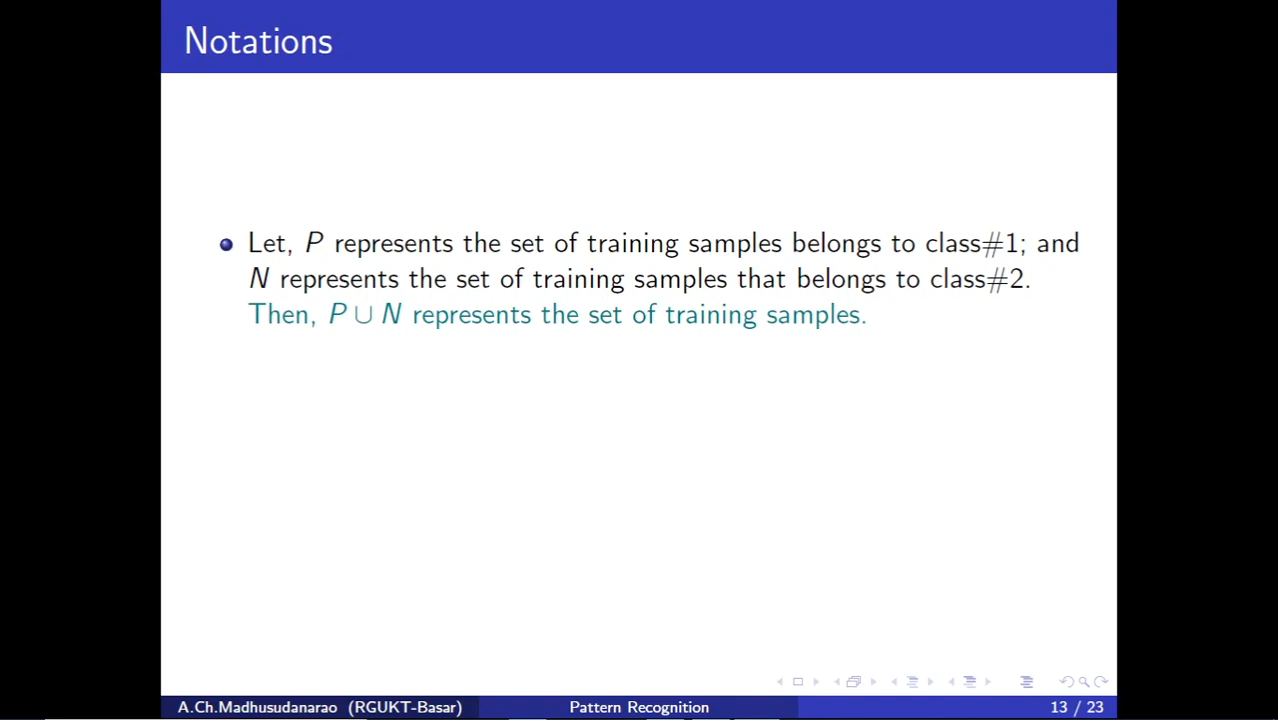 Notations
Let, P represents the set of training samples belongs to class#1; and
N represents the set of training samples that belongs to class#2.
Then, P ∪ N represents the set of training samples.
A.Ch.Madhusudanarao (RGUKT-Basar) Pattern Recognition 13 / 23